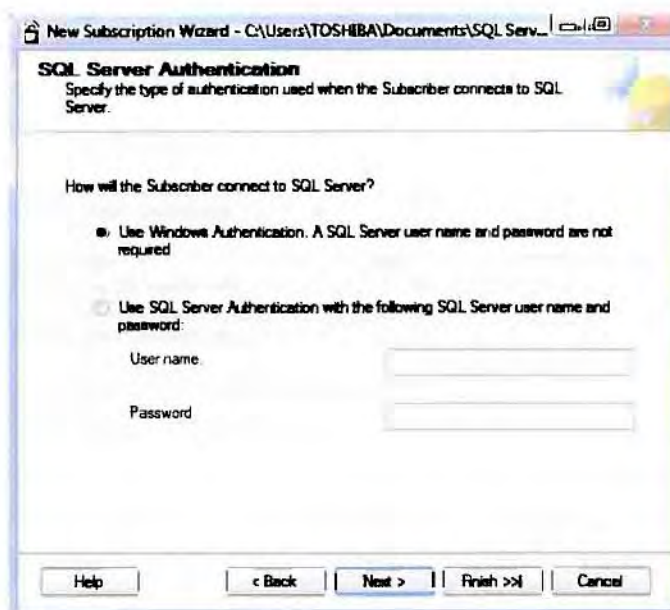 New Subscription Wizard - C:\Users\TOSHIBA\Documents\SQL Serv...
SQL Server Authentication
Specify the type of authentication used when the Subscriber connects to SQL
Server.
How will the Subscriber connect to SQL Server?
Use Windows Authentication. A SQL Server user name and password are not
required
Use SQL Server Authentication with the following SQL Server user name and
password:
User name
Password
Help
< Back
Next >
Finish >>|
Cancel